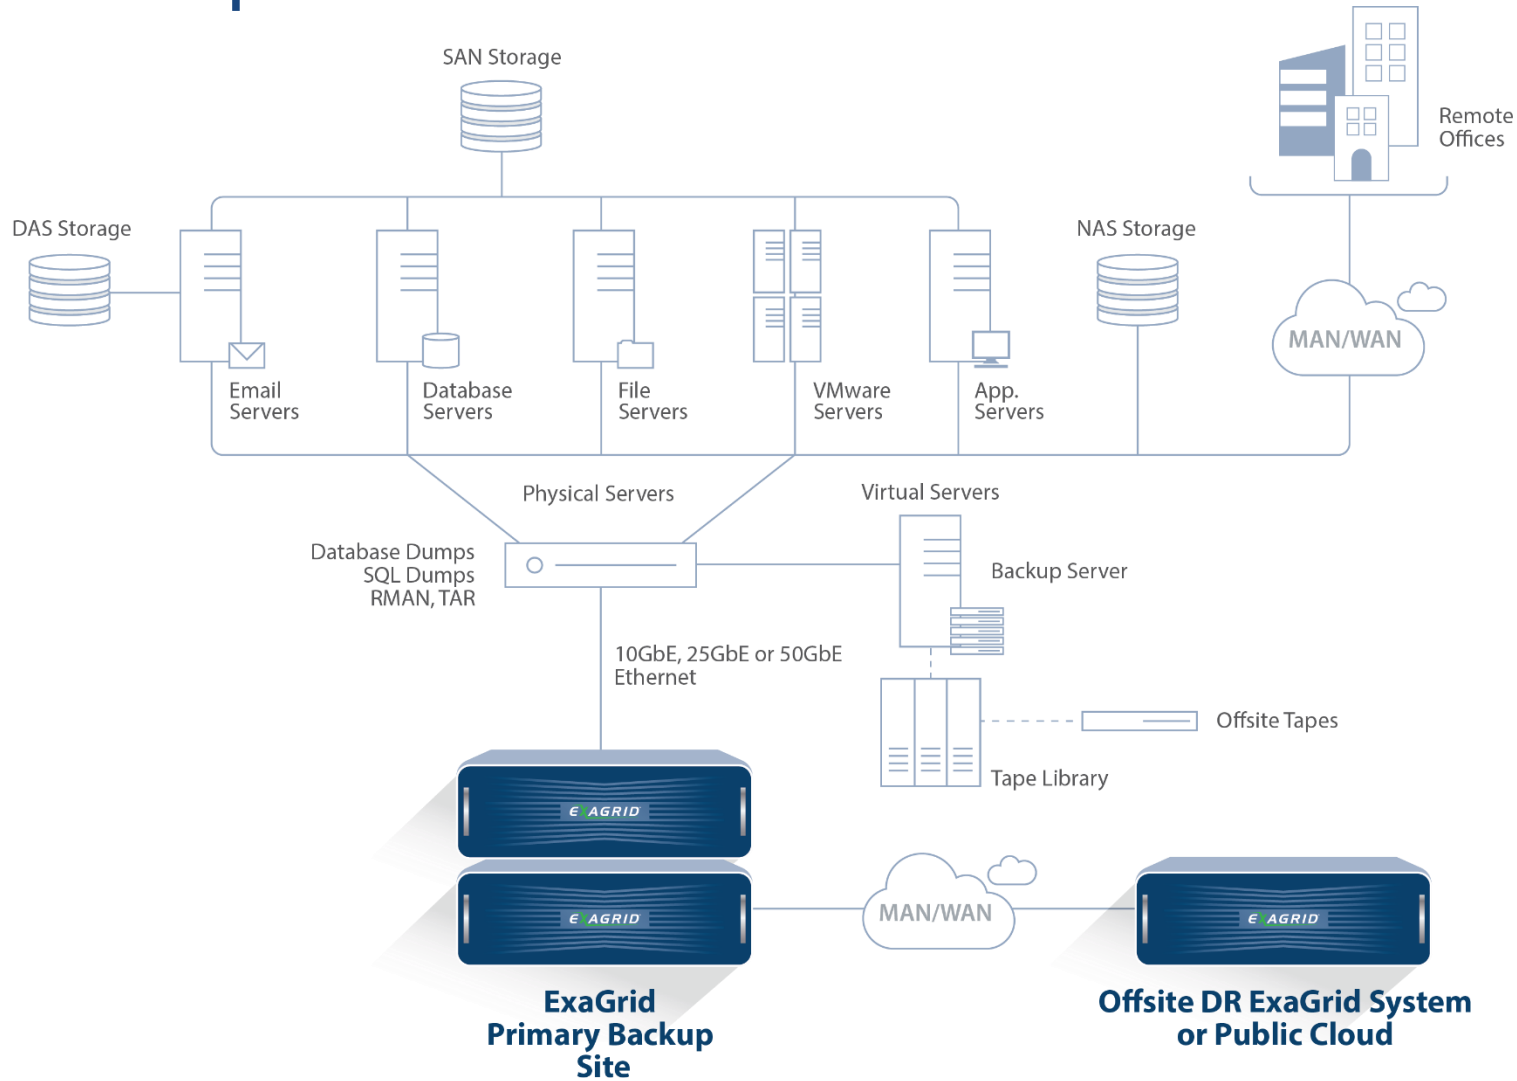 SAN Storage
Remote
Offices
DAS Storage
NAS Storage
MAN/WAN
Email
Servers
Database
Servers
File
Servers
VMware
Servers
App.
Servers
Physical Servers
Virtual Servers
Database Dumps
SQL Dumps
RMAN, TAR
Backup Server
10GbE, 25GbE or 50GbE
Ethernet
Offsite Tapes
Tape Library
EXAGRID
EXAGRID
MAN/WAN
EXAGRID
ExaGrid
Primary Backup
Site
Offsite DR ExaGrid System
or Public Cloud